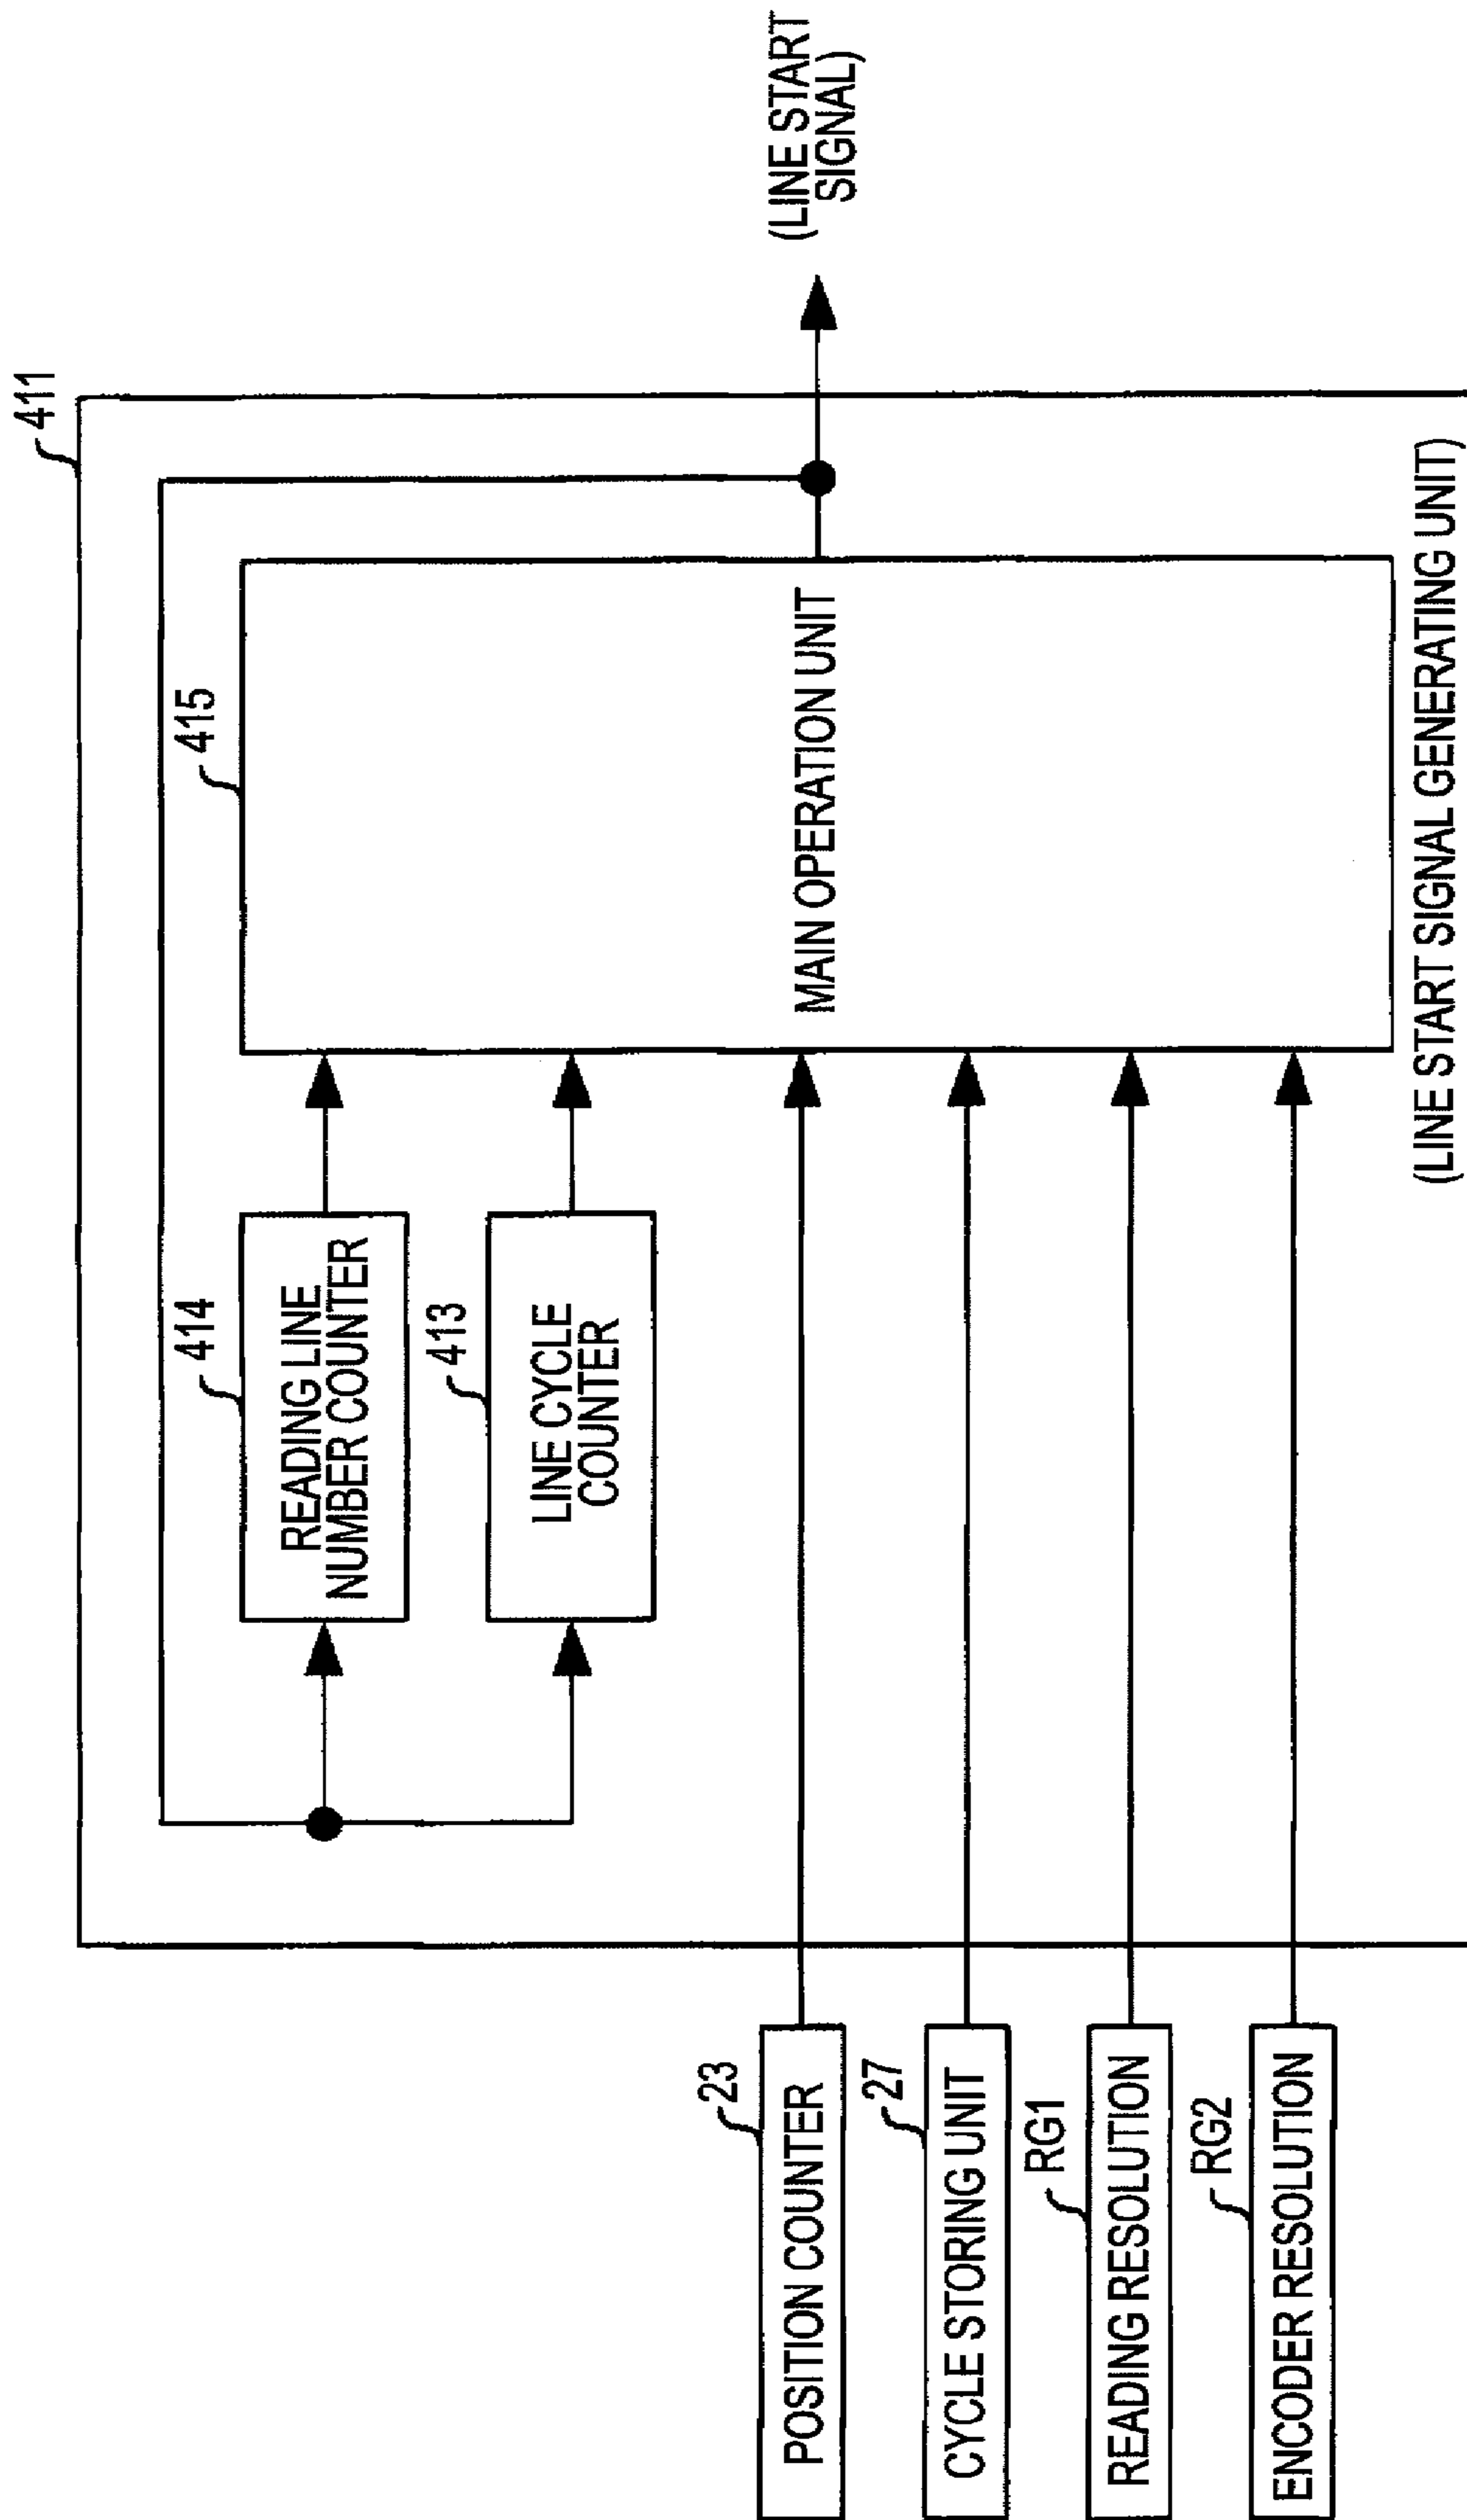 411
415
414
READING LINE
NUMBER COUNTER
413
LINE CYCLE
COUNTER
MAIN OPERATION UNIT
(LINE START
SIGNAL)
23
POSITION COUNTER
27
CYCLE STORING UNIT
RG1
READING RESOLUTION
RG2
ENCODER RESOLUTION
(LINE START SIGNAL GENERATING UNIT)